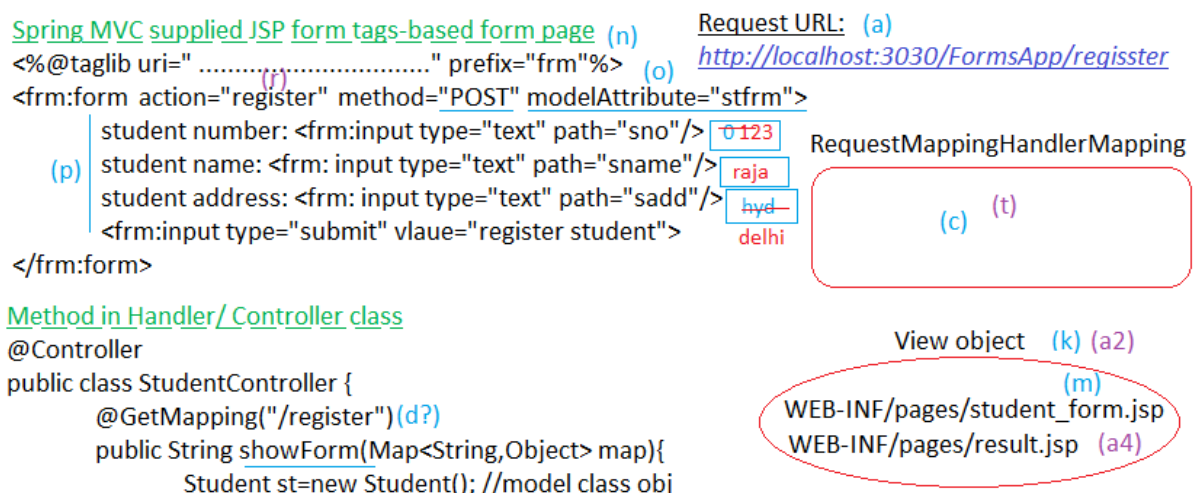 Spring MVC supplied JSP form tags-based form page (n)
Request URL: (a)
<%@taglib uri=" ................................" prefix="frm"%> (o)
http://localhost:3030/FormsApp/regisster
(r)
<frm:form action="register" method="POST" modelAttribute="stfrm">
student number: <frm:input type="text" path="sno"/> 0 123
RequestMappingHandlerMapping
(p)
student name: <frm: input type="text" path="sname"/> raja
student address: <frm: input type="text" path="sadd"/> hyd
(c) (t)
<frm:input type="submit" vlaue="register student"> delhi
</frm:form>
Method in Handler/ Controller class
@Controller
View object (k) (a2)
public class StudentController {
(m)
@GetMapping("/register") (d?)
WEB-INF/pages/student_form.jsp
public String showForm(Map<String,Object> map){
WEB-INF/pages/result.jsp (a4)
Student st=new Student(); //model class obj